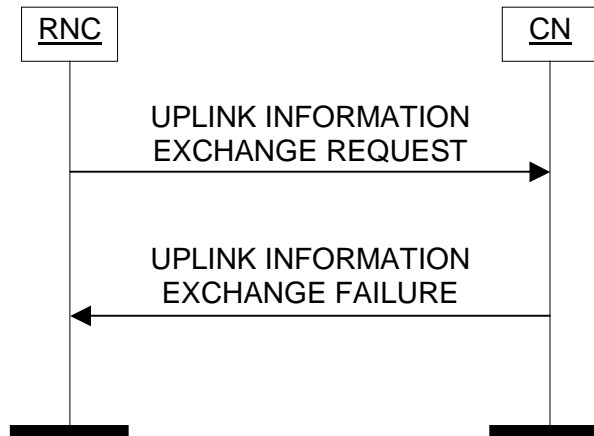 RNC
CN
UPLINK INFORMATION
EXCHANGE REQUEST
UPLINK INFORMATION
EXCHANGE FAILURE